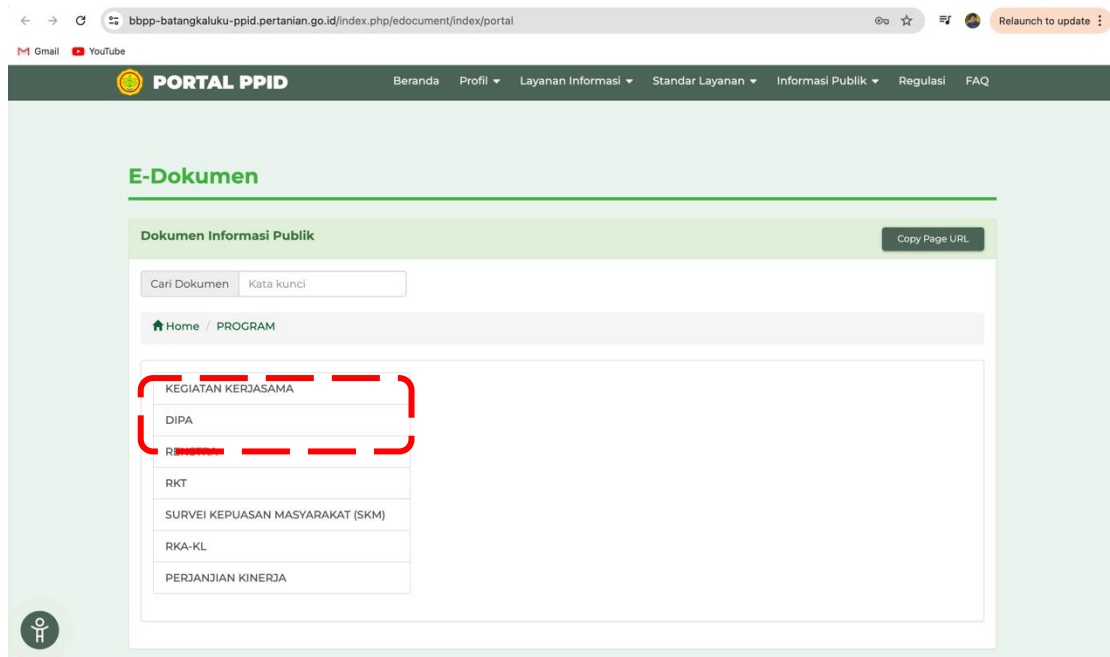 bbpp-batangkaluku-ppid.pertanian.go.id/index.php/edocument/index/portal
Relaunch to update
Gmail YouTube
PORTAL PPID Beranda Profil Layanan Informasi Standar Layanan Informasi Publik Regulasi FAQ
E-Dokumen
Dokumen Informasi Publik Copy Page URL
Cari Dokumen Kata kunci
Home / PROGRAM
KEGIATAN KERJASAMA
DIPA
RENSTRA
RKT
SURVEI KEPUASAN MASYARAKAT (SKM)
RKA-KL
PERJANJIAN KINERJA